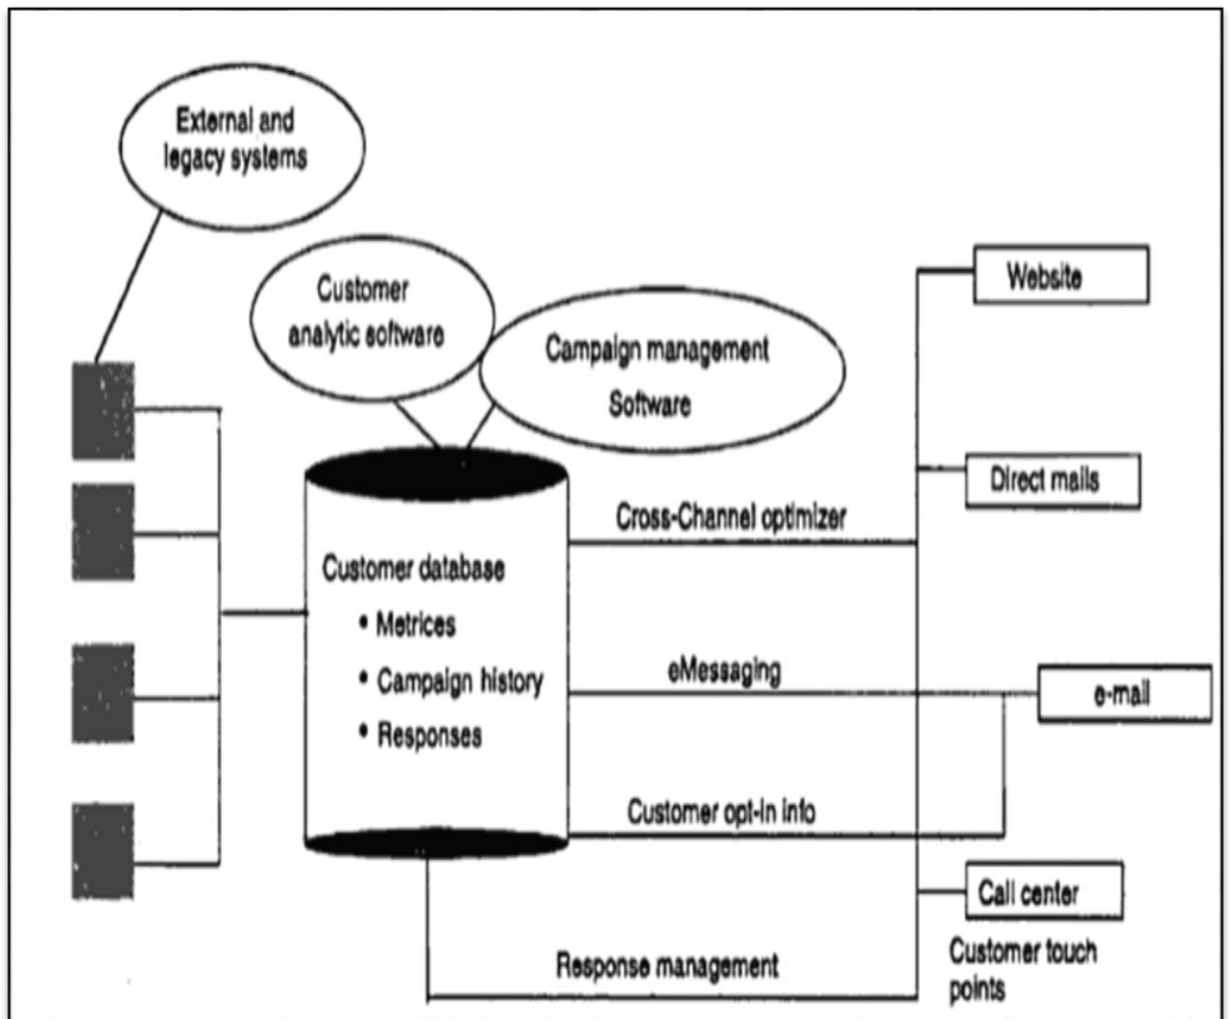 External and
legacy systems
Customer
analytic software
Campaign management
Software
Website
Direct mails
Cross-Channel optimizer
Customer database
• Metrices
• Campaign history
• Responses
eMessaging
e-mail
Customer opt-in info
Call center
Customer touch
points
Response management